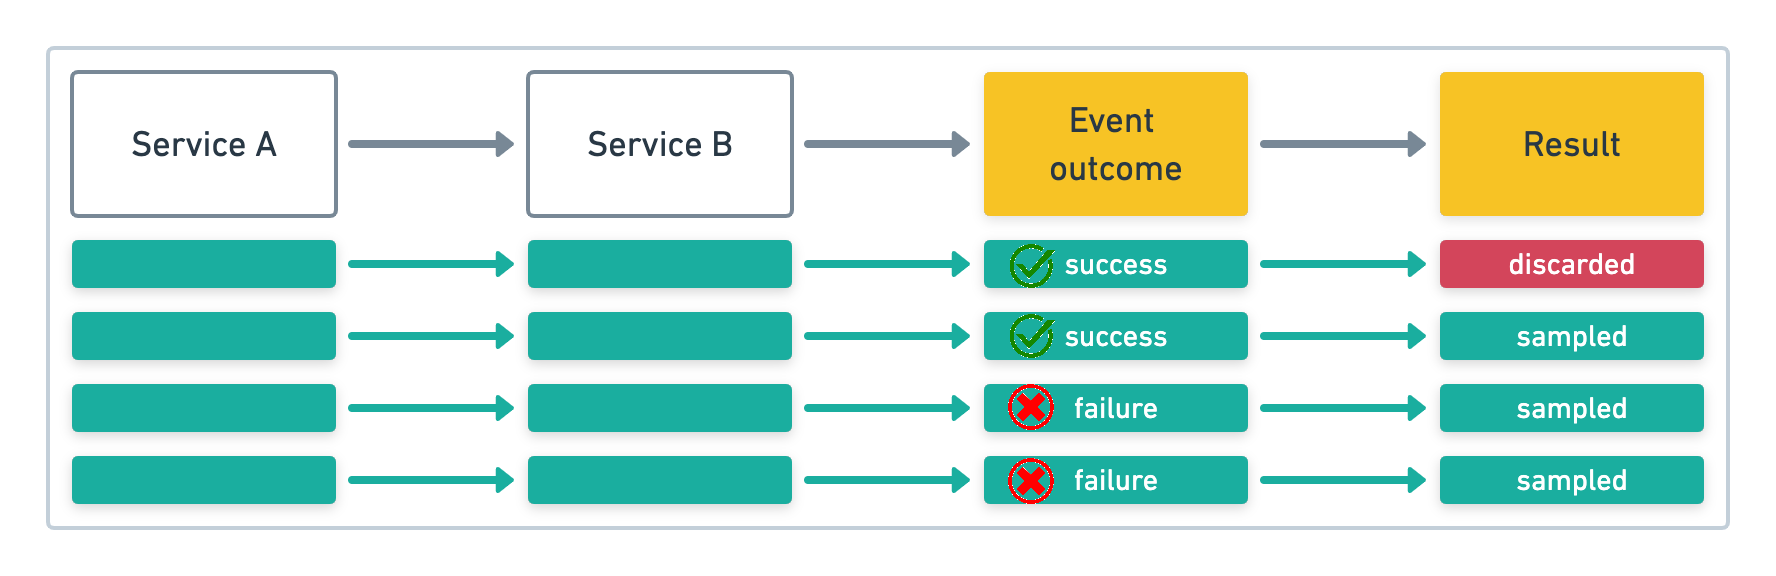 Service A
Service B
Event
outcome
Result
success
discarded
success
sampled
failure
sampled
failure
sampled